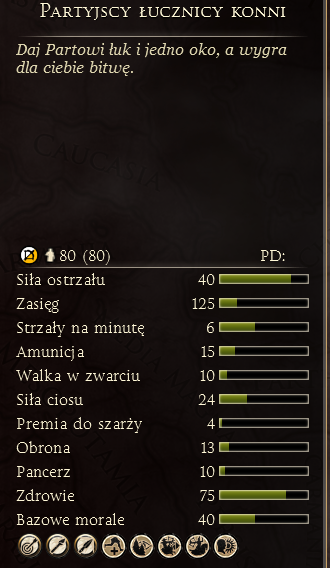 Partyjscy łucznicy konni
Daj Partowi łuk i jedno oko, a wygra
dla ciebie bitwę.
CAUCASIA
80 (80) PD:
Siła ostrzału 40
Zasięg 125
Strzały na minutę 6
Amunicja 15
Walka w zwarciu 10
Siła ciosu 24
Premia do szarży 4
Obrona 13
Pancerz 10
Zdrowie 75
Bazowe morale 40